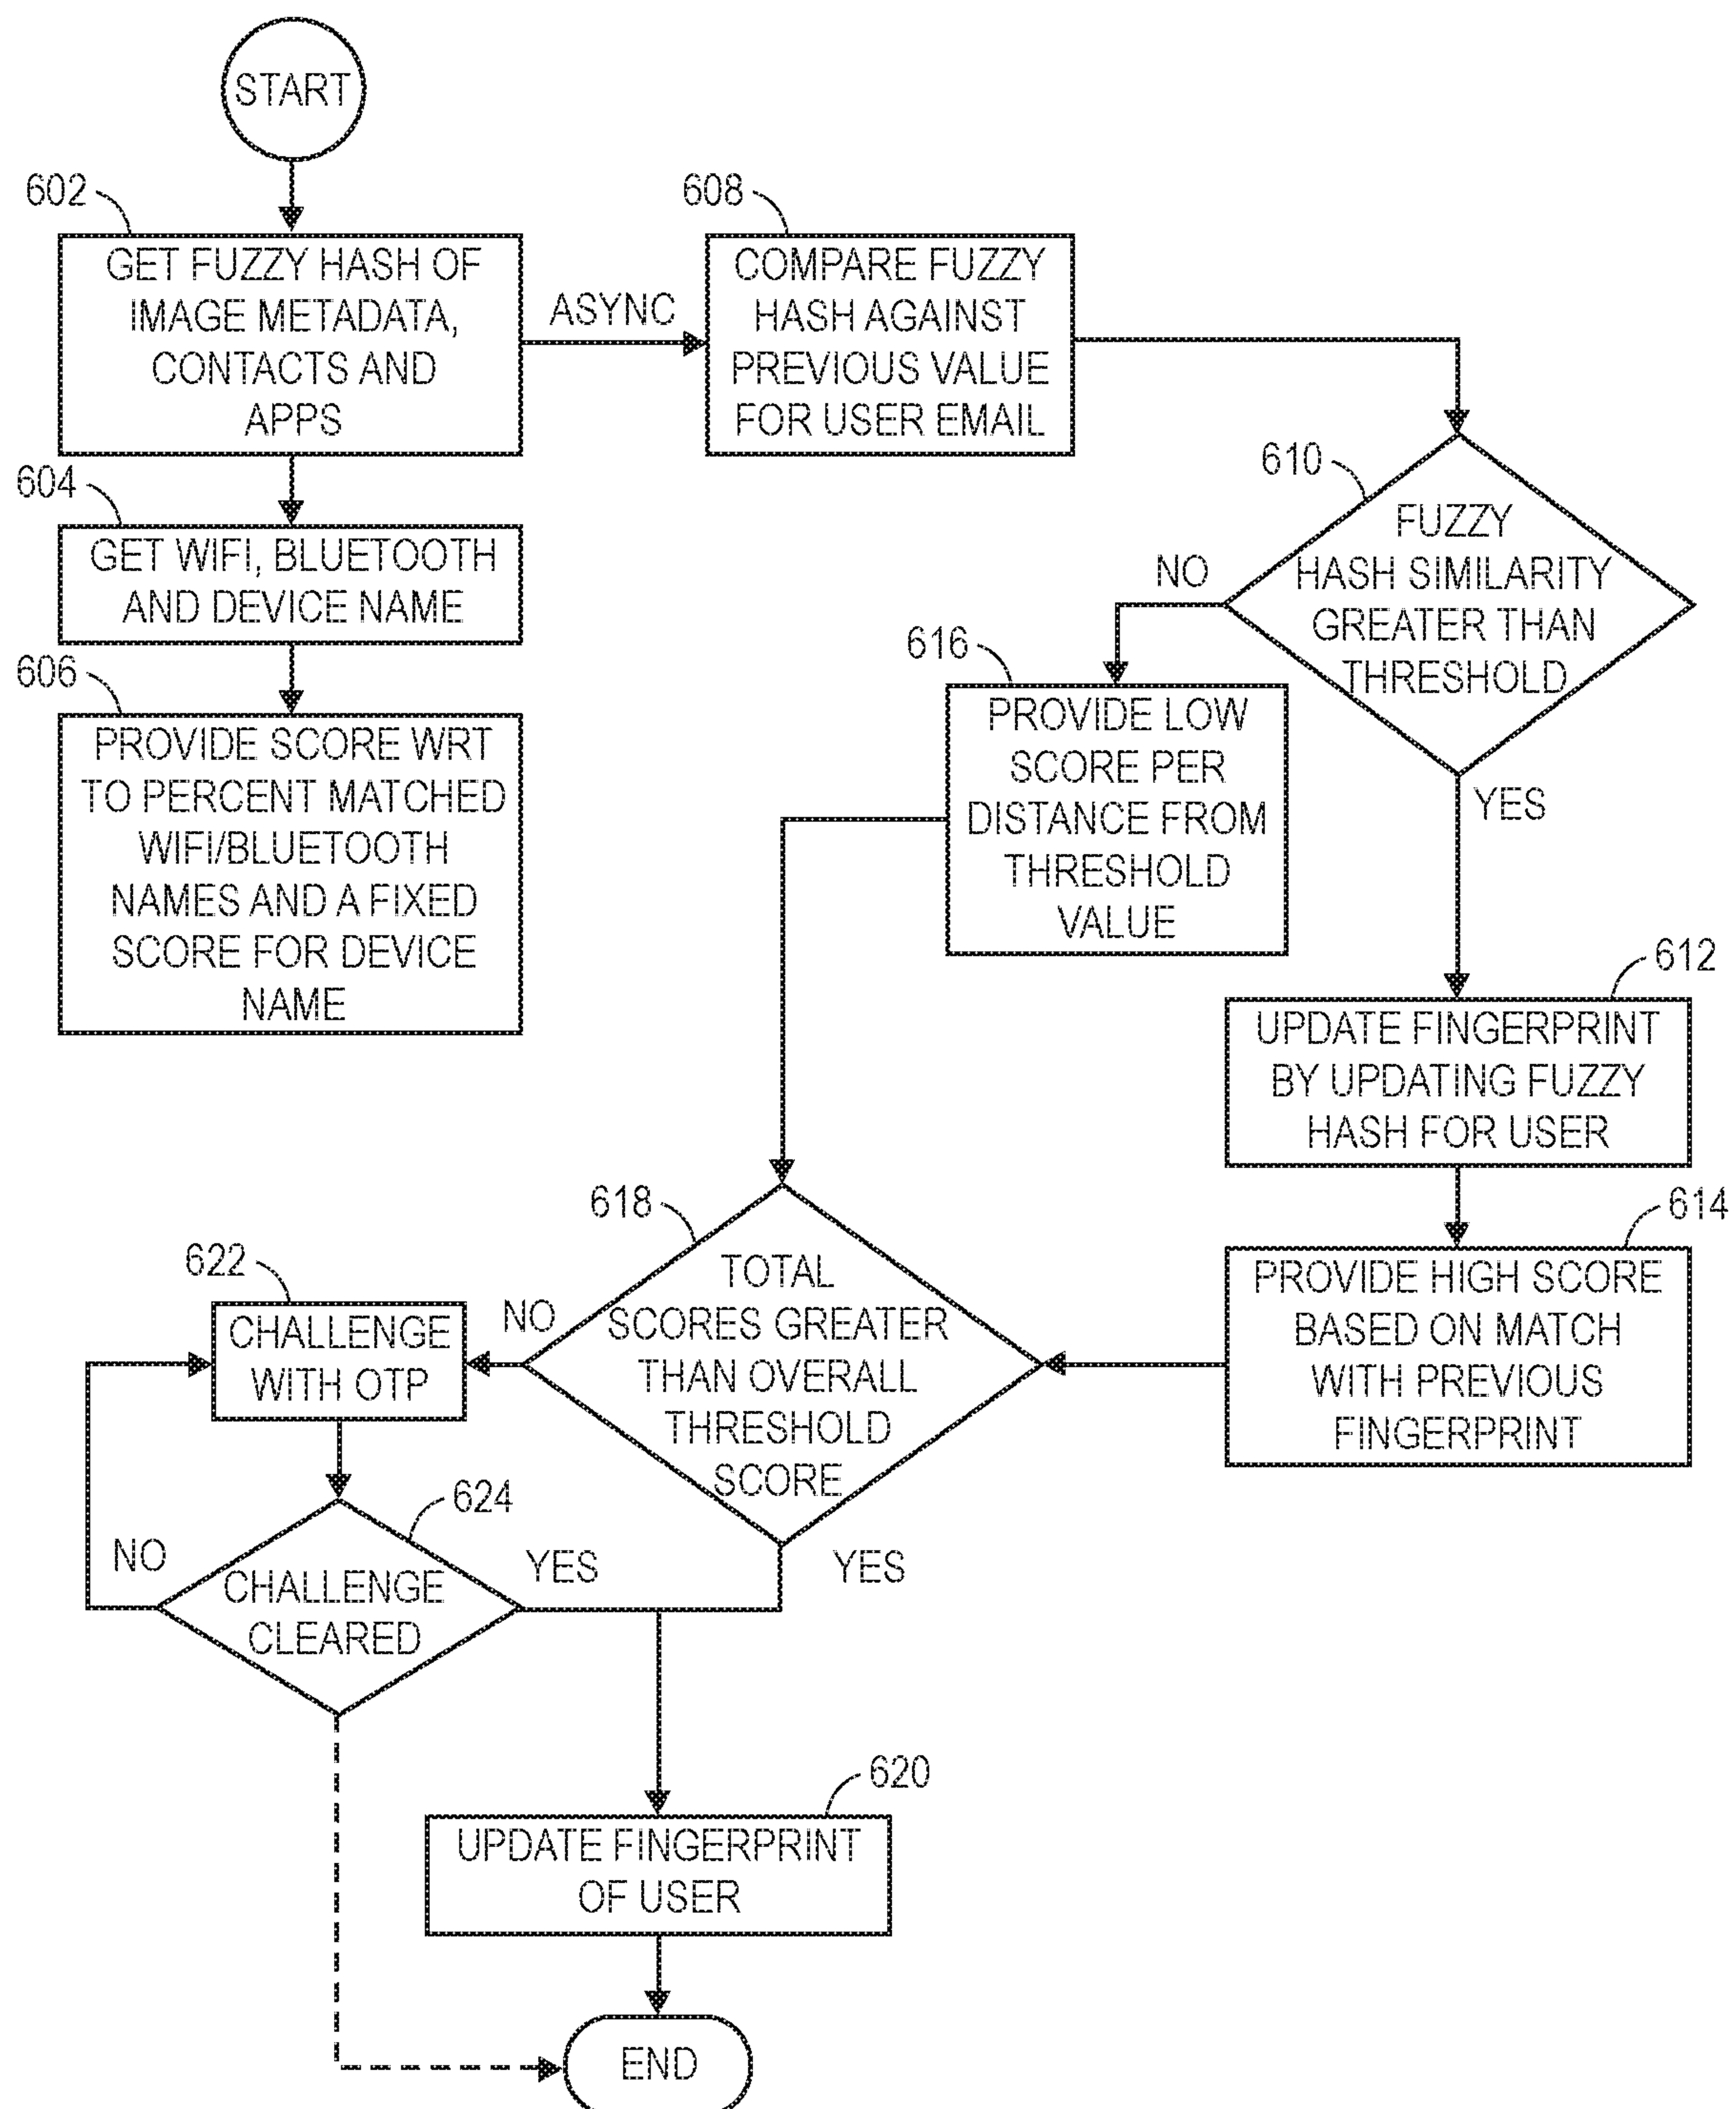 START
602
GET FUZZY HASH OF
IMAGE METADATA,
CONTACTS AND
APPS
ASYNC
608
COMPARE FUZZY
HASH AGAINST
PREVIOUS VALUE
FOR USER EMAIL
604
GET WIFI, BLUETOOTH
AND DEVICE NAME
606
PROVIDE SCORE WRT
TO PERCENT MATCHED
WIFI/BLUETOOTH
NAMES AND A FIXED
SCORE FOR DEVICE
NAME
610
FUZZY
HASH SIMILARITY
GREATER THAN
THRESHOLD
NO
YES
616
PROVIDE LOW
SCORE PER
DISTANCE FROM
THRESHOLD
VALUE
612
UPDATE FINGERPRINT
BY UPDATING FUZZY
HASH FOR USER
614
PROVIDE HIGH SCORE
BASED ON MATCH
WITH PREVIOUS
FINGERPRINT
618
TOTAL
SCORES GREATER
THAN OVERALL
THRESHOLD
SCORE
NO
YES
622
CHALLENGE
WITH OTP
624
CHALLENGE
CLEARED
NO
YES
620
UPDATE FINGERPRINT
OF USER
END